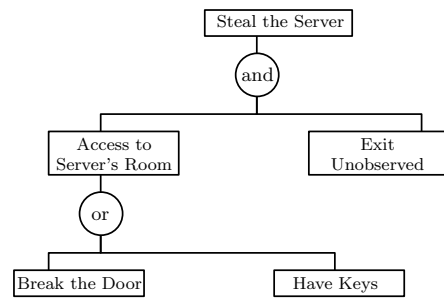 Steal the Server
and
Access to
Server's Room
Exit
Unobserved
or
Break the Door
Have Keys